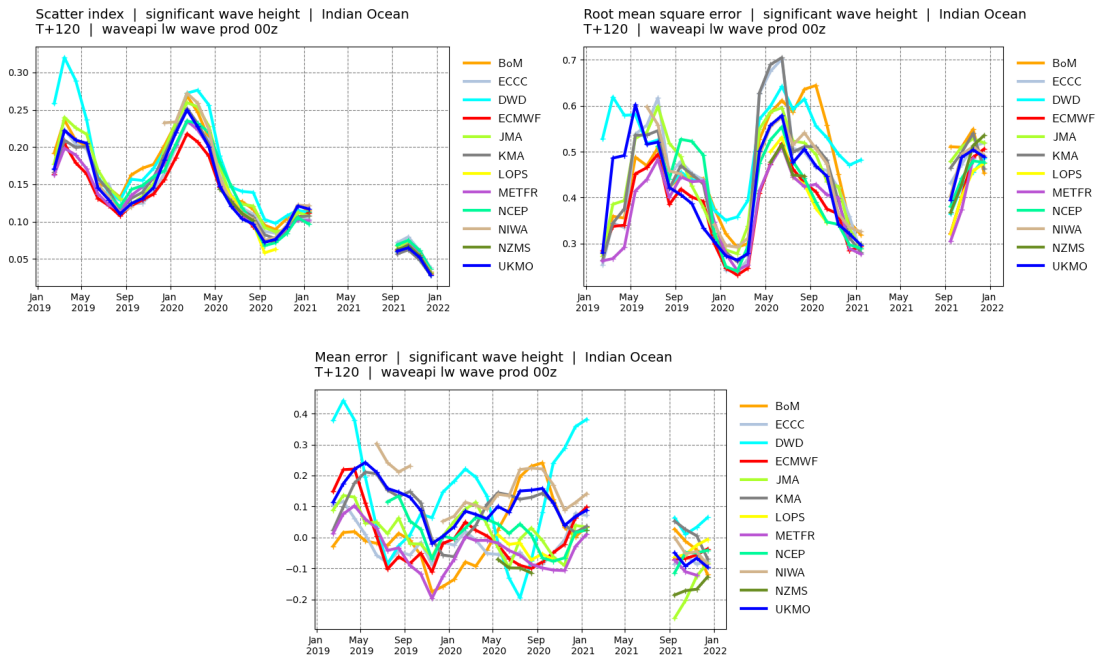 Scatter index | significant wave height | Indian Ocean
T+120 | waveapi lw wave prod 00z
0.30
0.25
0.20
0.15
0.10
0.05
Jan
2019
May
2019
Sep
2019
Jan
2020
May
2020
Sep
2020
Jan
2021
May
2021
Sep
2021
Jan
2022
BoM
ECCC
DWD
ECMWF
JMA
KMA
LOPS
METFR
NCEP
NIWA
NZMS
UKMO
Root mean square error | significant wave height | Indian Ocean
T+120 | waveapi lw wave prod 00z
0.7
0.6
0.5
0.4
0.3
Jan
2019
May
2019
Sep
2019
Jan
2020
May
2020
Sep
2020
Jan
2021
May
2021
Sep
2021
Jan
2022
BoM
ECCC
DWD
ECMWF
JMA
KMA
LOPS
METFR
NCEP
NIWA
NZMS
UKMO
Mean error | significant wave height | Indian Ocean
T+120 | waveapi lw wave prod 00z
0.4
0.3
0.2
0.1
0.0
−0.1
−0.2
Jan
2019
May
2019
Sep
2019
Jan
2020
May
2020
Sep
2020
Jan
2021
May
2021
Sep
2021
Jan
2022
BoM
ECCC
DWD
ECMWF
JMA
KMA
LOPS
METFR
NCEP
NIWA
NZMS
UKMO